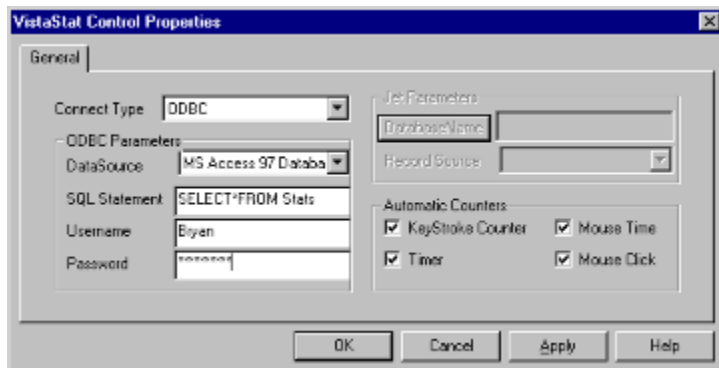 VistaStat Control Properties
General
Connect Type ODBC
ODBC Parameters
DataSource MS Access 97 Databa
SQL Statement SELECT*FROM Stats
Username Bryan
Password *******
Jet Parameters
DatabaseName
Record Source
Automatic Counters
KeyStroke Counter Mouse Time
Timer Mouse Click
OK Cancel Apply Help